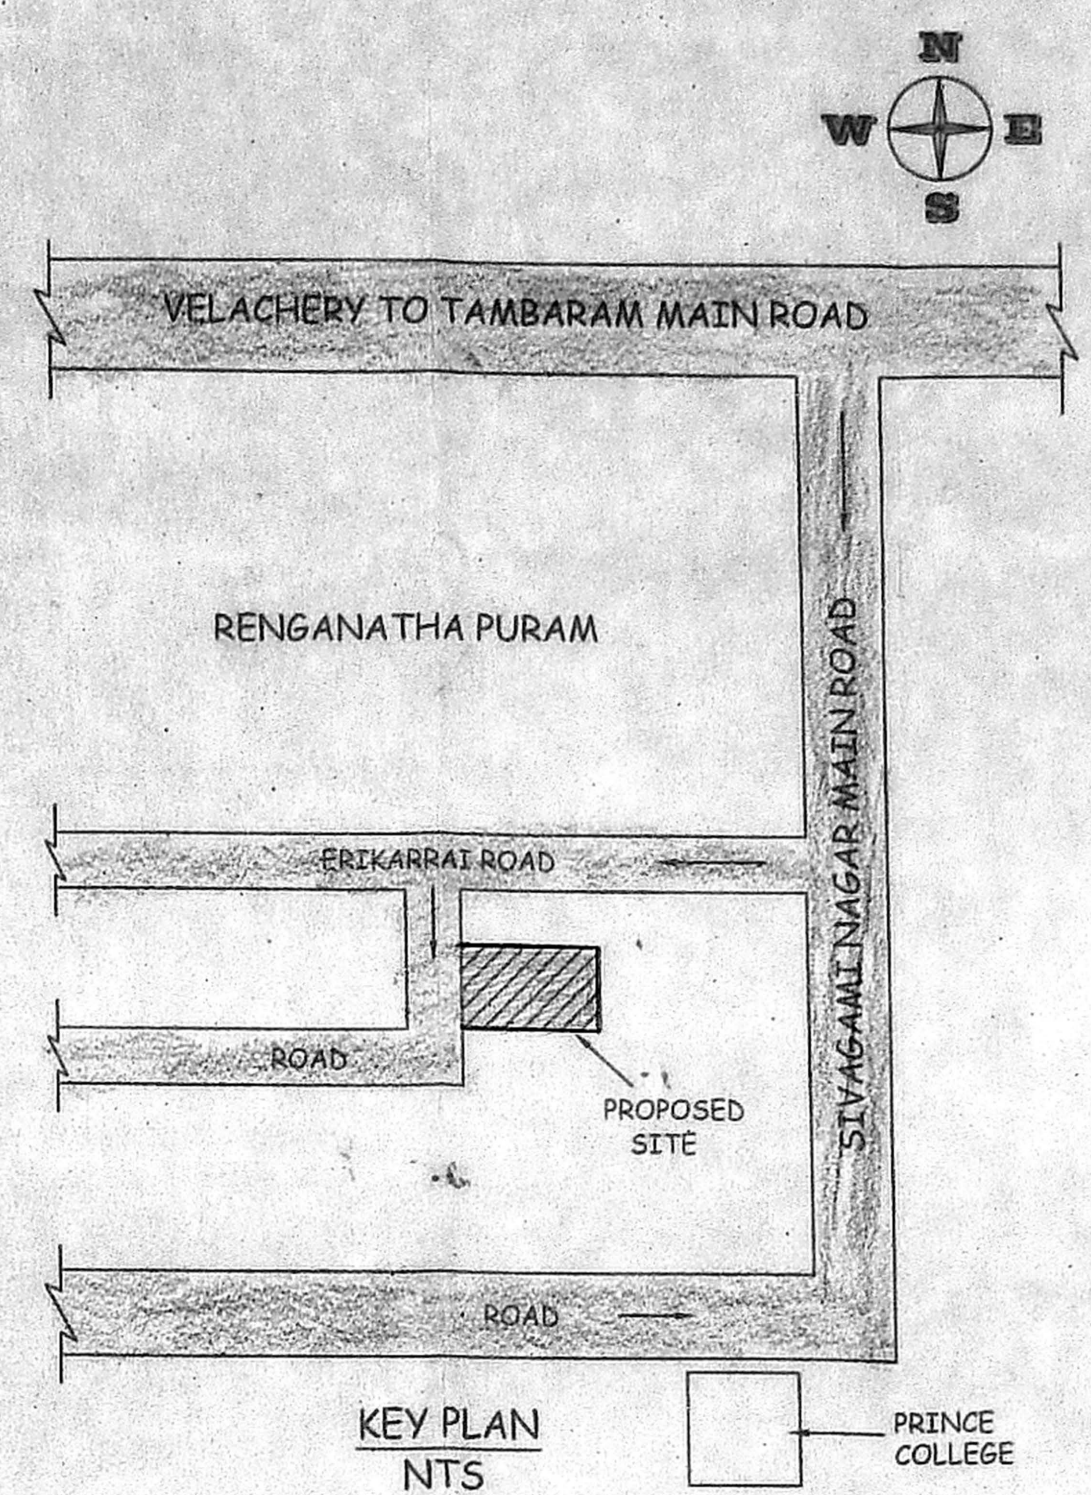 N
W E
S
VELACHERY TO TAMBARAM MAIN ROAD
RENGANATHA PURAM
SIVAGAMI NAGAR MAIN ROAD
ERIKARRAI ROAD
ROAD
PROPOSED
SITE
ROAD
KEY PLAN
NTS
PRINCE
COLLEGE